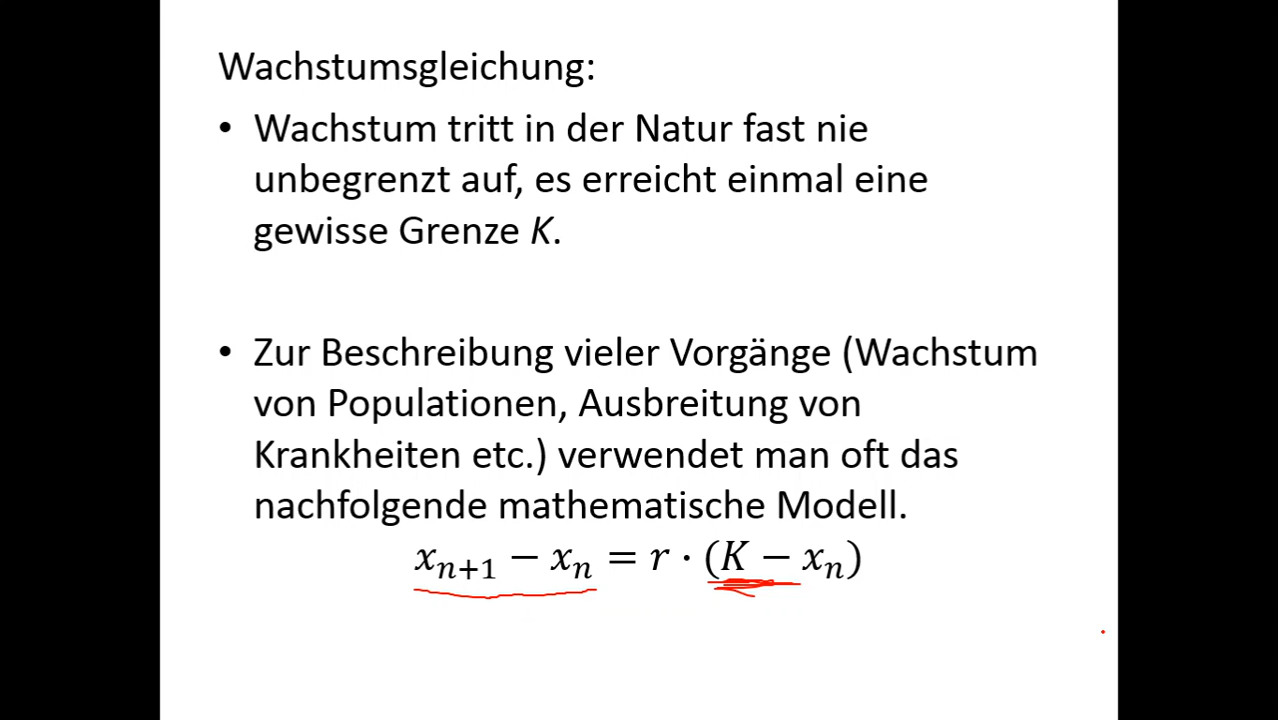 Wachstumsgleichung:
• Wachstum tritt in der Natur fast nie
unbegrenzt auf, es erreicht einmal eine
gewisse Grenze K.
• Zur Beschreibung vieler Vorgänge (Wachstum
von Populationen, Ausbreitung von
Krankheiten etc.) verwendet man oft das
nachfolgende mathematische Modell.
xₙ₊₁ − xₙ = r · (K − xₙ)